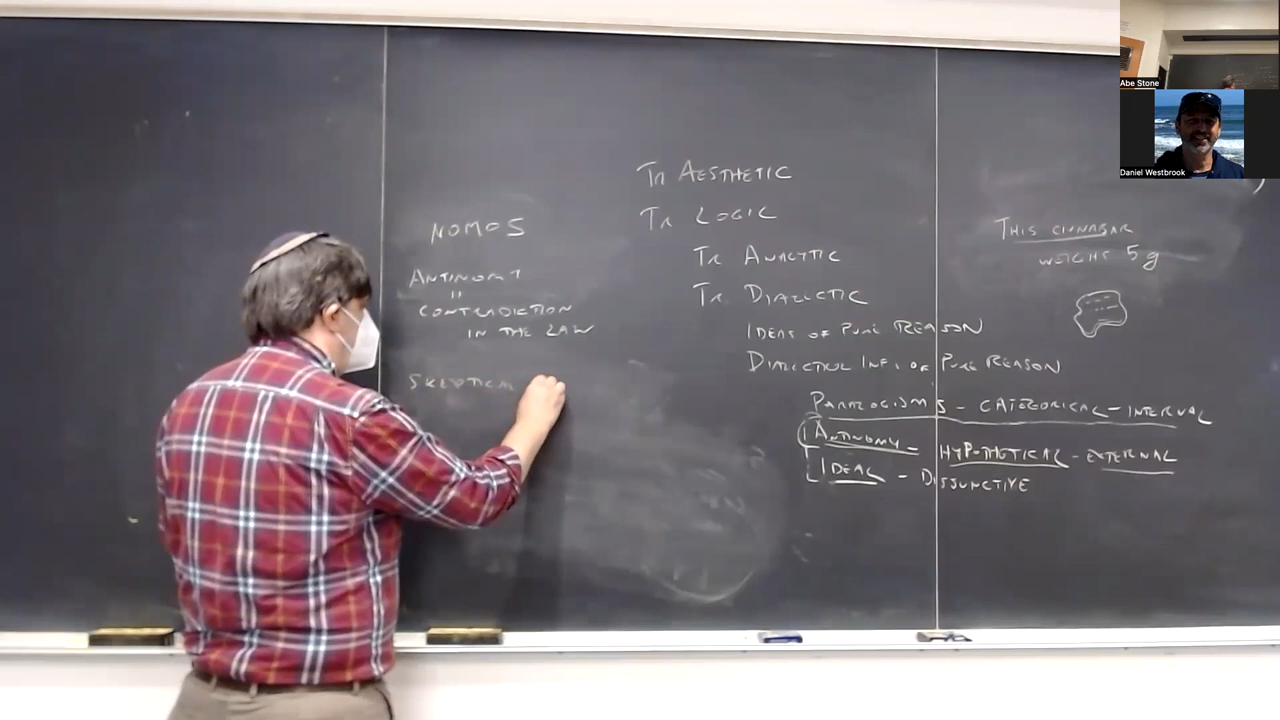 Abe Stone
Daniel Westbrook
NOMOS
ANTINOMY
"
CONTRADICTION
IN THE LAW
SKEPTICAL
Tr AESTHETIC
Tr LOGIC
Tr ANALYTIC
Tr DIALECTIC
IDEAS OF PURE REASON
DIALECTICAL INF. OF PURE REASON
PARALOGISMS - CATEGORICAL - INTERNAL
ANTINOMY - HYPOTHETICAL - EXTERNAL
IDEAL - DISJUNCTIVE
THIS CINNABAR
WEIGHS 5g